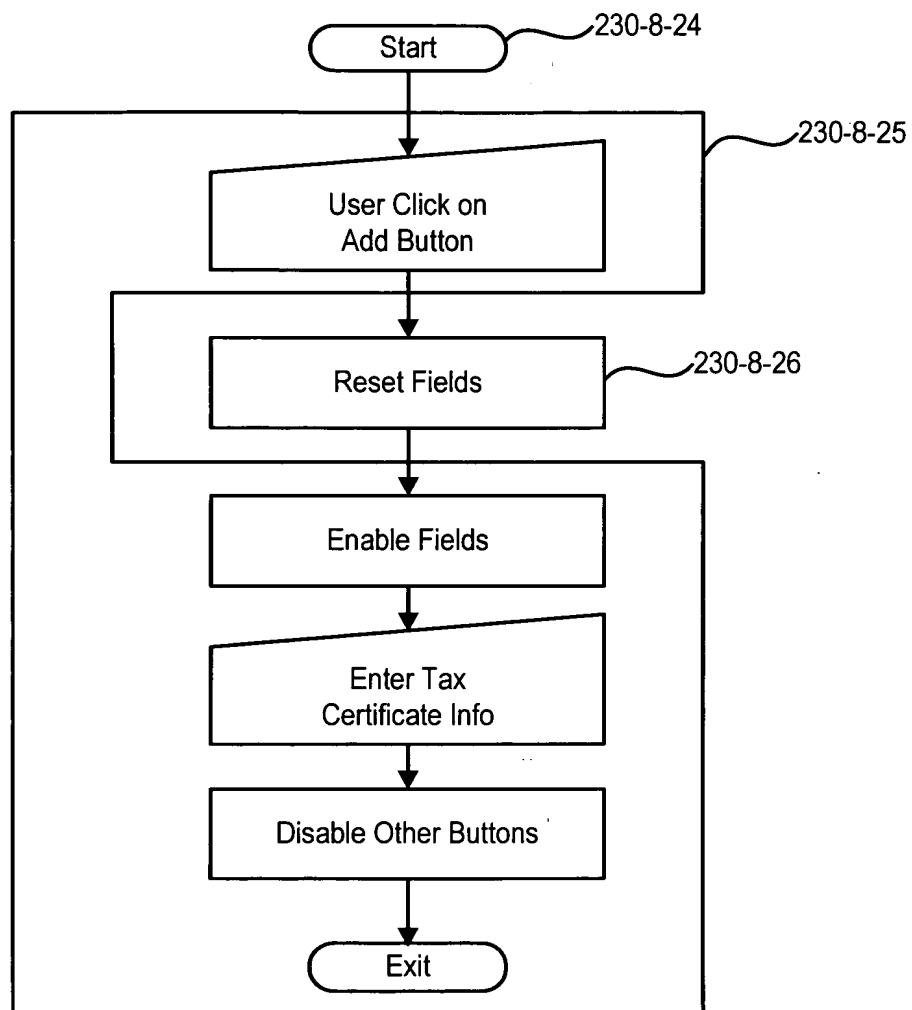 Start
230-8-24
230-8-25
User Click on
Add Button
Reset Fields
230-8-26
Enable Fields
Enter Tax
Certificate Info
Disable Other Buttons
Exit